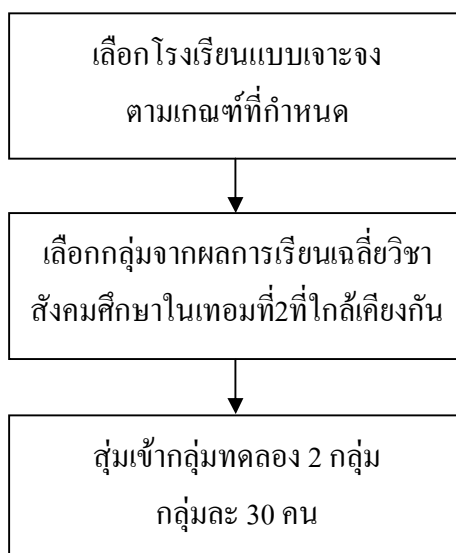 เลือกโรงเรียนแบบเจาะจง
ตามเกณฑ์ที่กำหนด
เลือกกลุ่มจากผลการเรียนเฉลี่ยวิชา
สังคมศึกษาในเทอมที่2ที่ใกล้เคียงกัน
สุ่มเข้ากลุ่มทดลอง 2 กลุ่ม
กลุ่มละ 30 คน